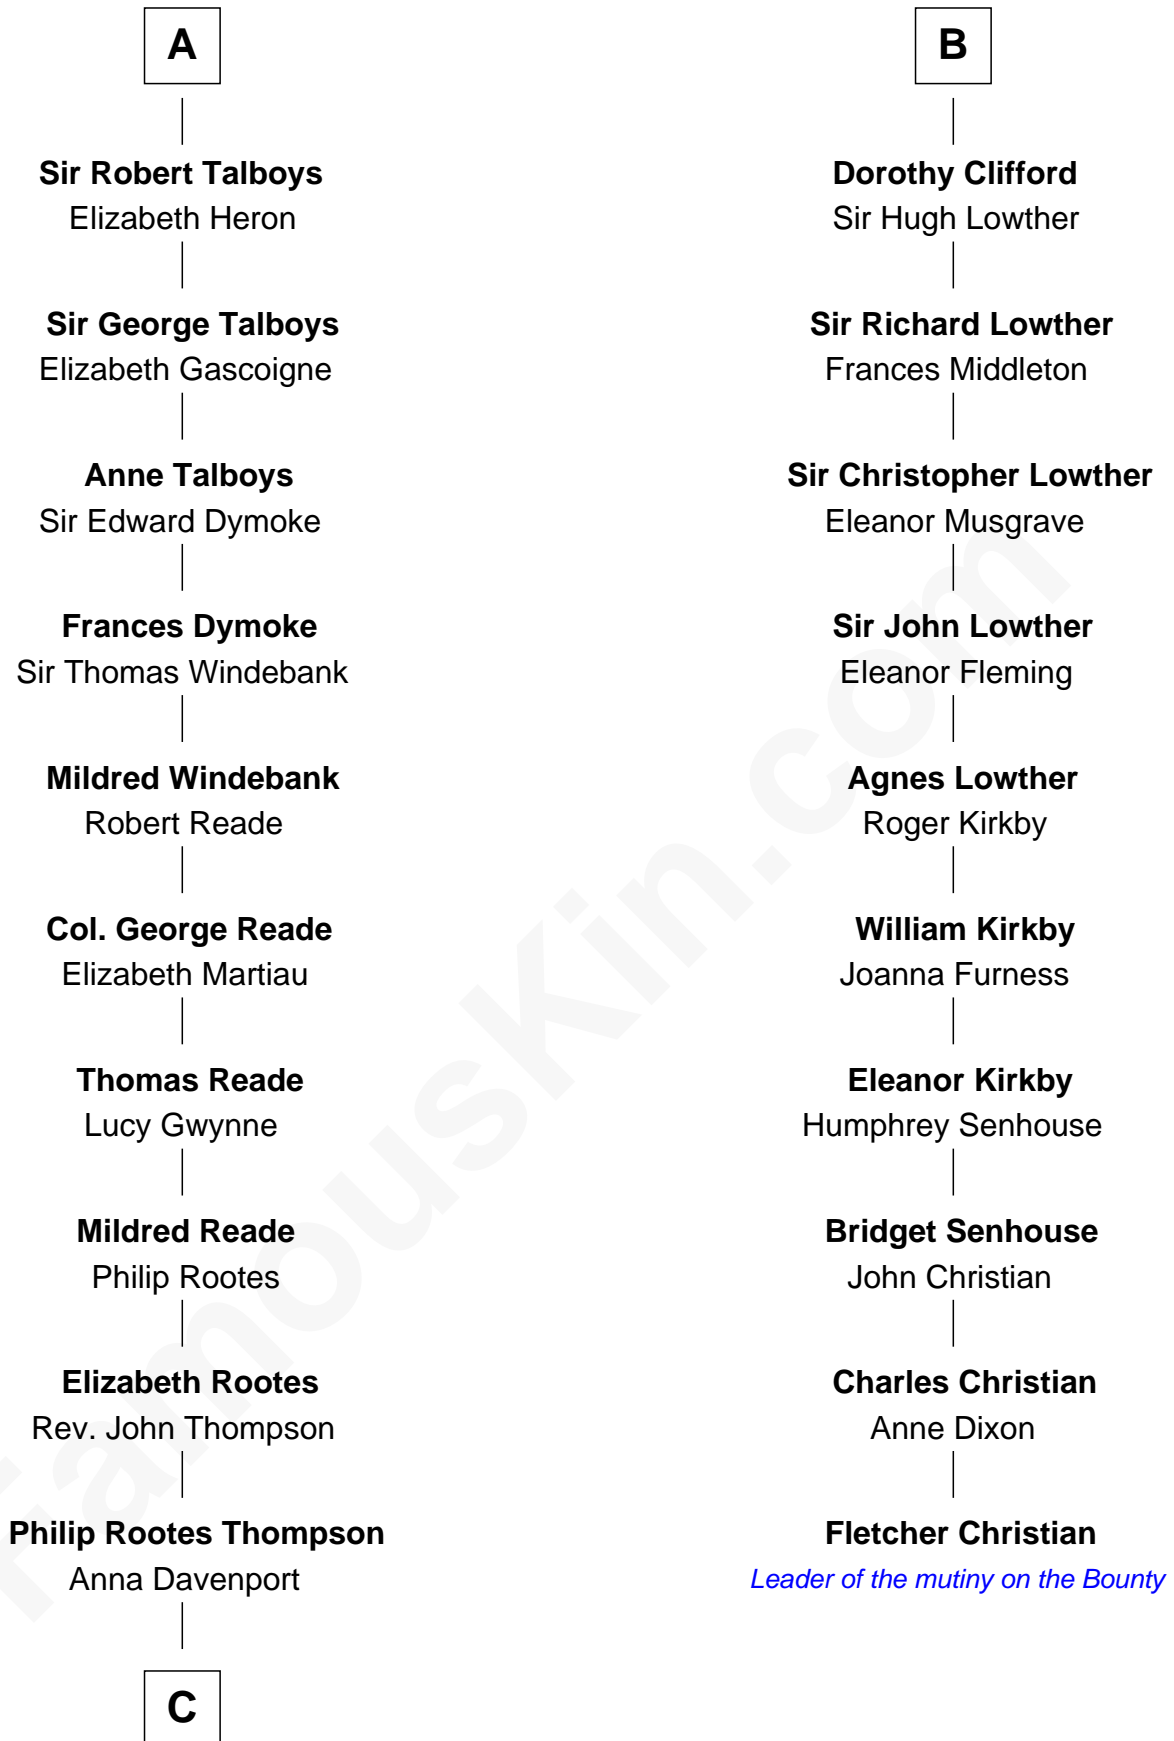 A
Sir Robert Talboys
Elizabeth Heron
Sir George Talboys
Elizabeth Gascoigne
Anne Talboys
Sir Edward Dymoke
Frances Dymoke
Sir Thomas Windebank
Mildred Windebank
Robert Reade
Col. George Reade
Elizabeth Martiau
Thomas Reade
Lucy Gwynne
Mildred Reade
Philip Rootes
Elizabeth Rootes
Rev. John Thompson
Philip Rootes Thompson
Anna Davenport
C
B
Dorothy Clifford
Sir Hugh Lowther
Sir Richard Lowther
Frances Middleton
Sir Christopher Lowther
Eleanor Musgrave
Sir John Lowther
Eleanor Fleming
Agnes Lowther
Roger Kirkby
William Kirkby
Joanna Furness
Eleanor Kirkby
Humphrey Senhouse
Bridget Senhouse
John Christian
Charles Christian
Anne Dixon
Fletcher Christian
Leader of the mutiny on the Bounty
FamousKin.com